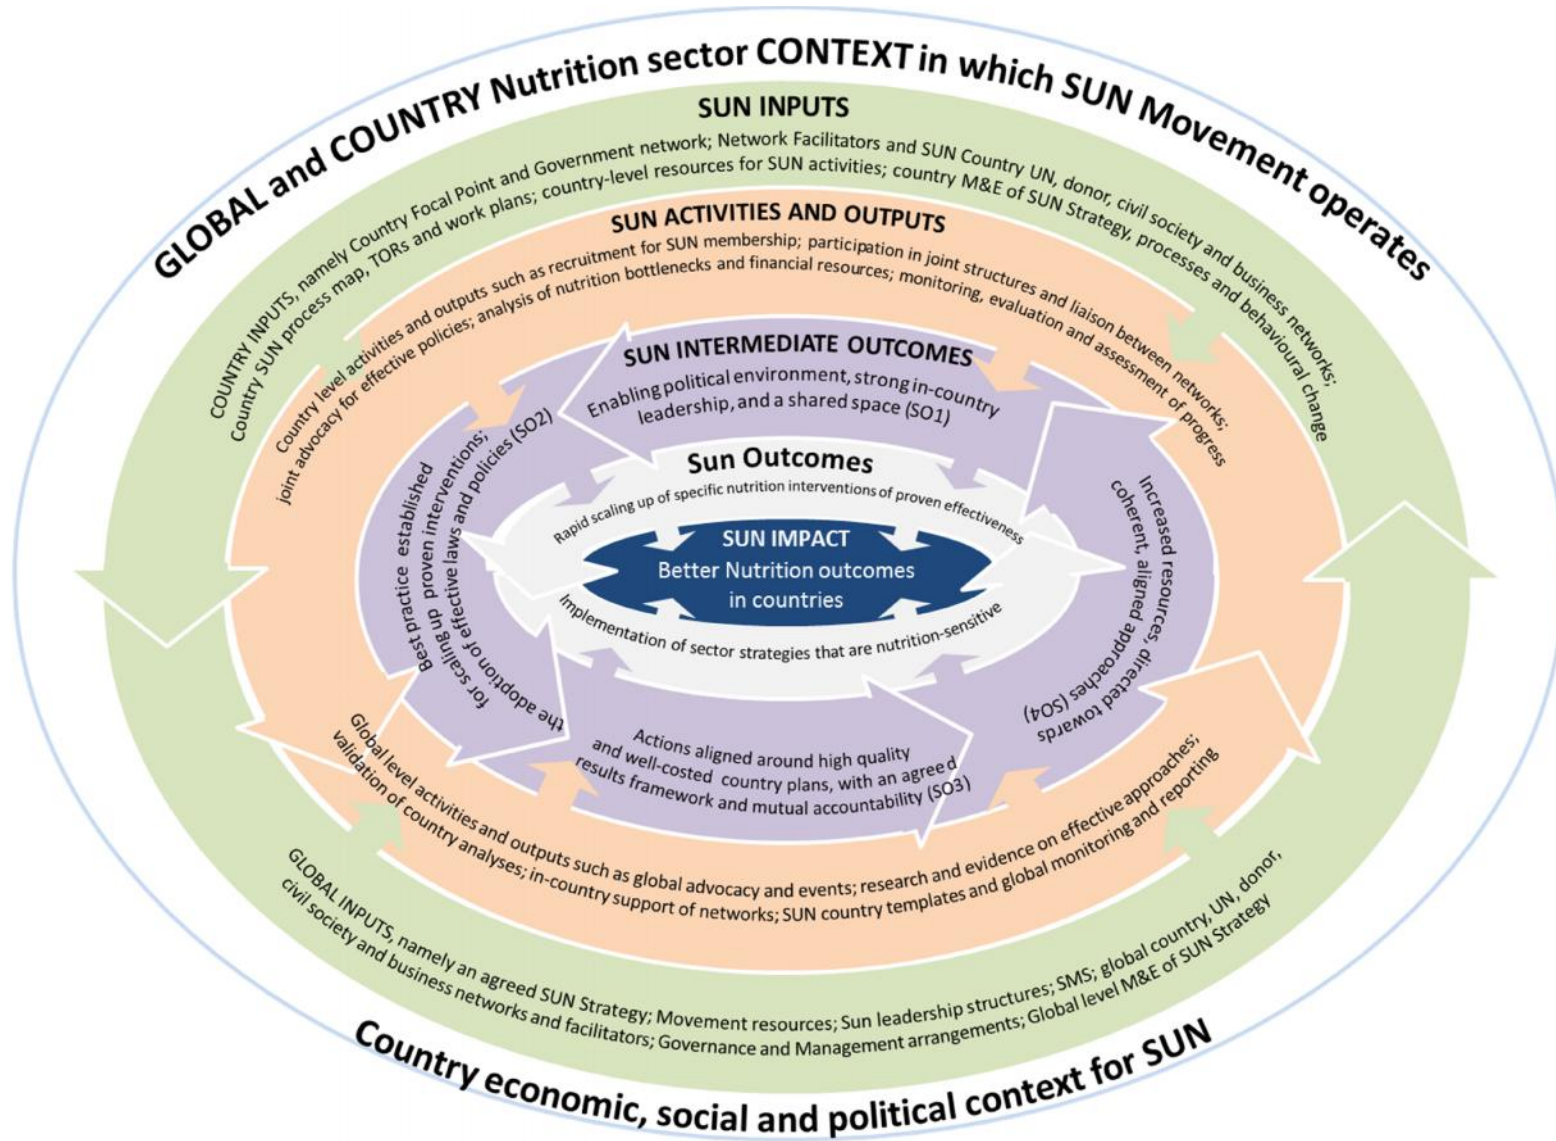 GLOBAL and COUNTRY Nutrition sector CONTEXT in which SUN Movement operates
SUN INPUTS
COUNTRY INPUTS, namely Country Focal Point and Government network; Network Facilitators and SUN Country UN, donor, civil society and business networks;
Country SUN process map, TORs and work plans; country-level resources for SUN activities; country M&E of SUN Strategy, processes and behavioural change
SUN ACTIVITIES AND OUTPUTS
Country level activities and outputs such as recruitment for SUN membership; participation in joint structures and liaison between networks;
joint advocacy for effective policies; analysis of nutrition bottlenecks and financial resources; monitoring, evaluation and assessment of progress
SUN INTERMEDIATE OUTCOMES
Enabling political environment, strong in-country
leadership, and a shared space (SO1)
Best practice established
for scaling up proven interventions;
the adoption of effective laws and policies (SO2)
Sun Outcomes
Rapid scaling up of specific nutrition interventions of proven effectiveness
SUN IMPACT
Better Nutrition outcomes
in countries
Implementation of sector strategies that are nutrition-sensitive
Increased resources, directed towards
coherent, aligned approaches (SO4)
Actions aligned around high quality
and well-costed country plans, with an agreed
results framework and mutual accountability (SO3)
Global level activities and outputs such as global advocacy and events; research and evidence on effective approaches;
validation of country analyses; in-country support of networks; SUN country templates and global monitoring and reporting
GLOBAL INPUTS, namely an agreed SUN Strategy; Movement resources; Sun leadership structures; SMS; global country, UN, donor,
civil society and business networks and facilitators; Governance and Management arrangements; Global level M&E of SUN Strategy
Country economic, social and political context for SUN